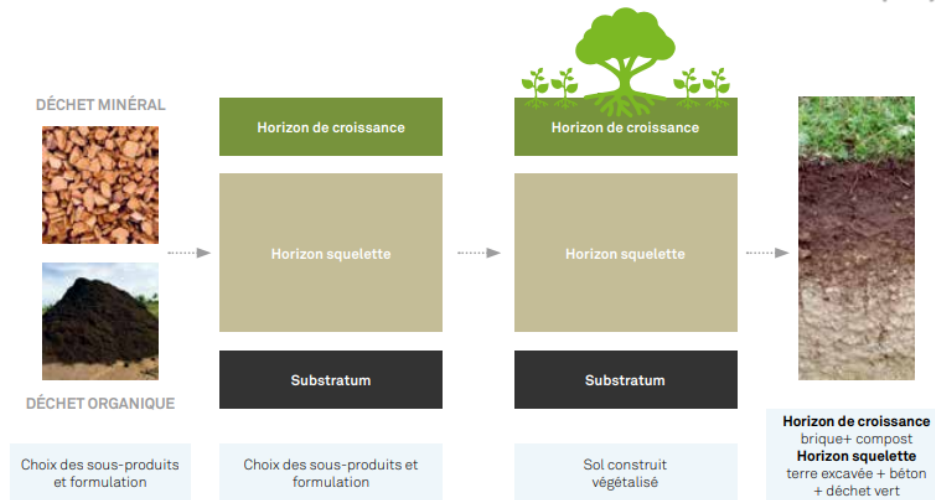 DÉCHET MINÉRAL
DÉCHET ORGANIQUE
Choix des sous-produits
et formulation
Horizon de croissance
Horizon squelette
Substratum
Choix des sous-produits et
formulation
Horizon de croissance
Horizon squelette
Substratum
Sol construit
végétalisé
Horizon de croissance
brique+ compost
Horizon squelette
terre excavée + béton
+ déchet vert